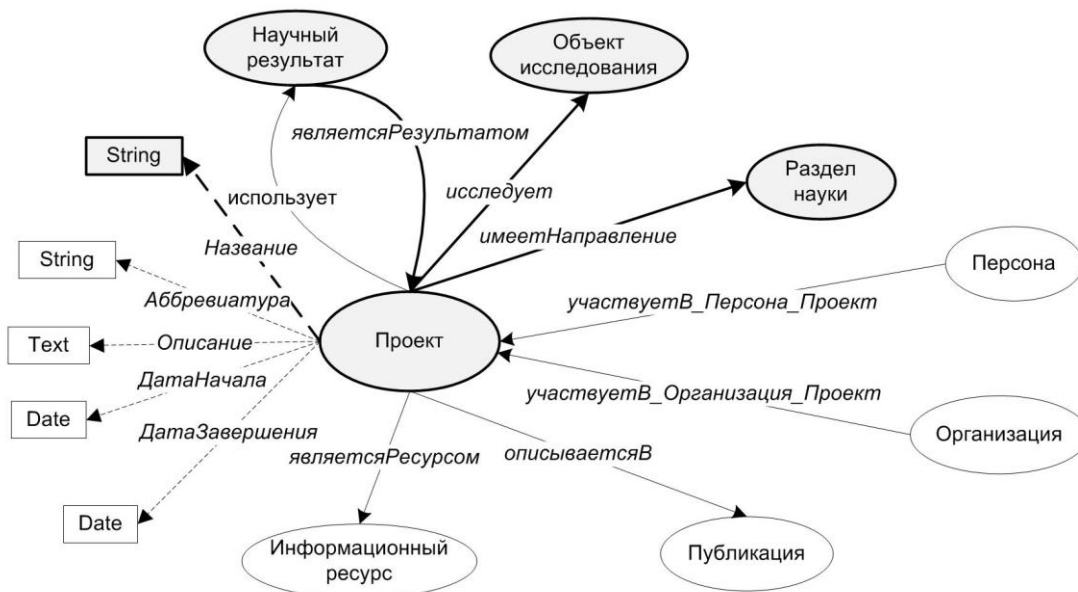 Научный
результат
Объект
исследования
являетсяРезультатом
String
Раздел
науки
использует
исследует
имеетНаправление
Название
String
Персона
Аббревиатура
участвуетВ_Персона_Проект
Text
Описание
Проект
ДатаНачала
участвуетВ_Организация_Проект
Date
ДатаЗавершения
Организация
являетсяРесурсом
описываетсяВ
Date
Информационный
ресурс
Публикация